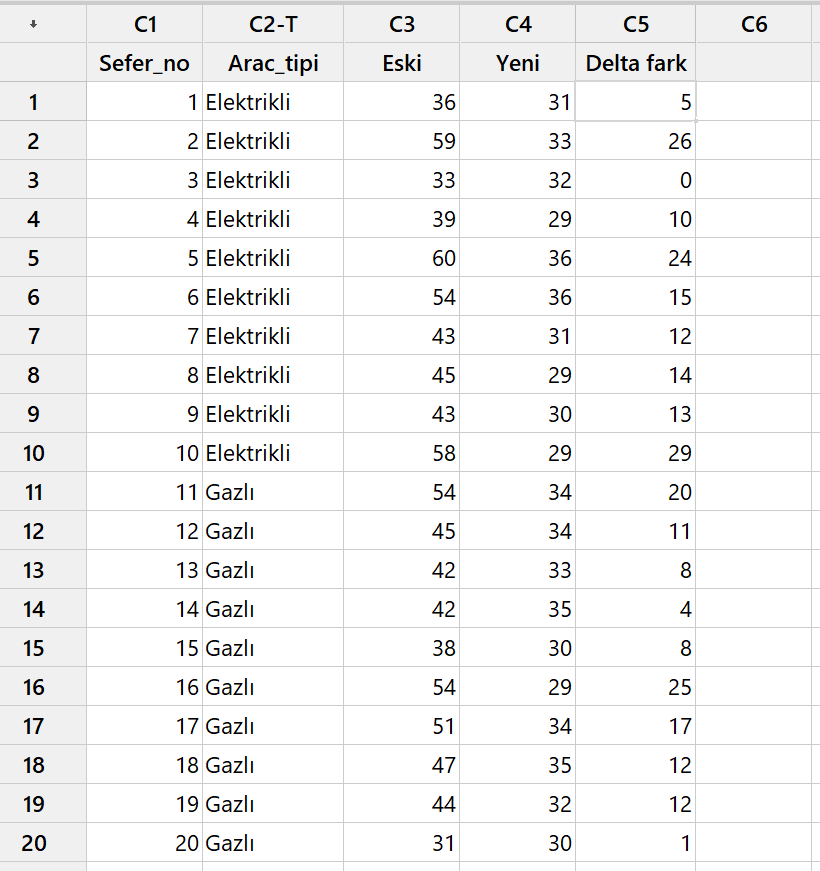 ↓ C1 C2-T C3 C4 C5 C6
Sefer_no Arac_tipi Eski Yeni Delta fark
1 1 Elektrikli 36 31 5
2 2 Elektrikli 59 33 26
3 3 Elektrikli 33 32 0
4 4 Elektrikli 39 29 10
5 5 Elektrikli 60 36 24
6 6 Elektrikli 54 36 15
7 7 Elektrikli 43 31 12
8 8 Elektrikli 45 29 14
9 9 Elektrikli 43 30 13
10 10 Elektrikli 58 29 29
11 11 Gazlı 54 34 20
12 12 Gazlı 45 34 11
13 13 Gazlı 42 33 8
14 14 Gazlı 42 35 4
15 15 Gazlı 38 30 8
16 16 Gazlı 54 29 25
17 17 Gazlı 51 34 17
18 18 Gazlı 47 35 12
19 19 Gazlı 44 32 12
20 20 Gazlı 31 30 1